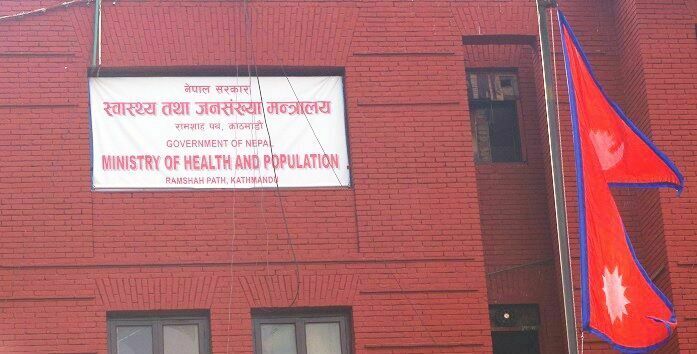 नेपाल सरकार
स्वास्थ्य तथा जनसंख्या मन्त्रालय
रामशाह पथ, काठमाडौं
GOVERNMENT OF NEPAL
MINISTRY OF HEALTH AND POPULATION
RAMSHAH PATH, KATHMANDU